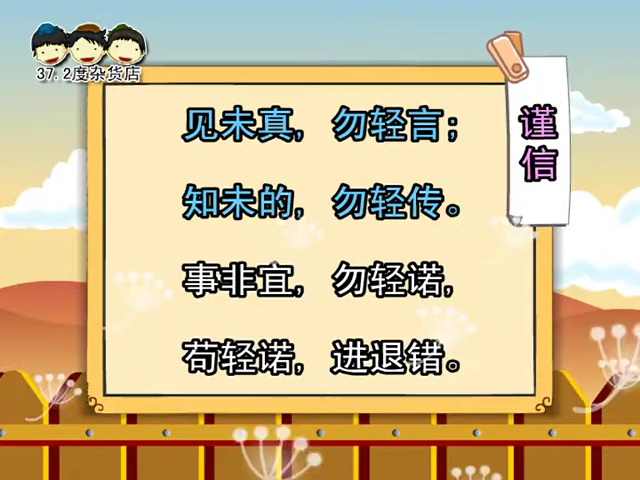 37.2度杂货店
谨信
见未真，勿轻言；
知未的，勿轻传。
事非宜，勿轻诺，
苟轻诺，进退错。